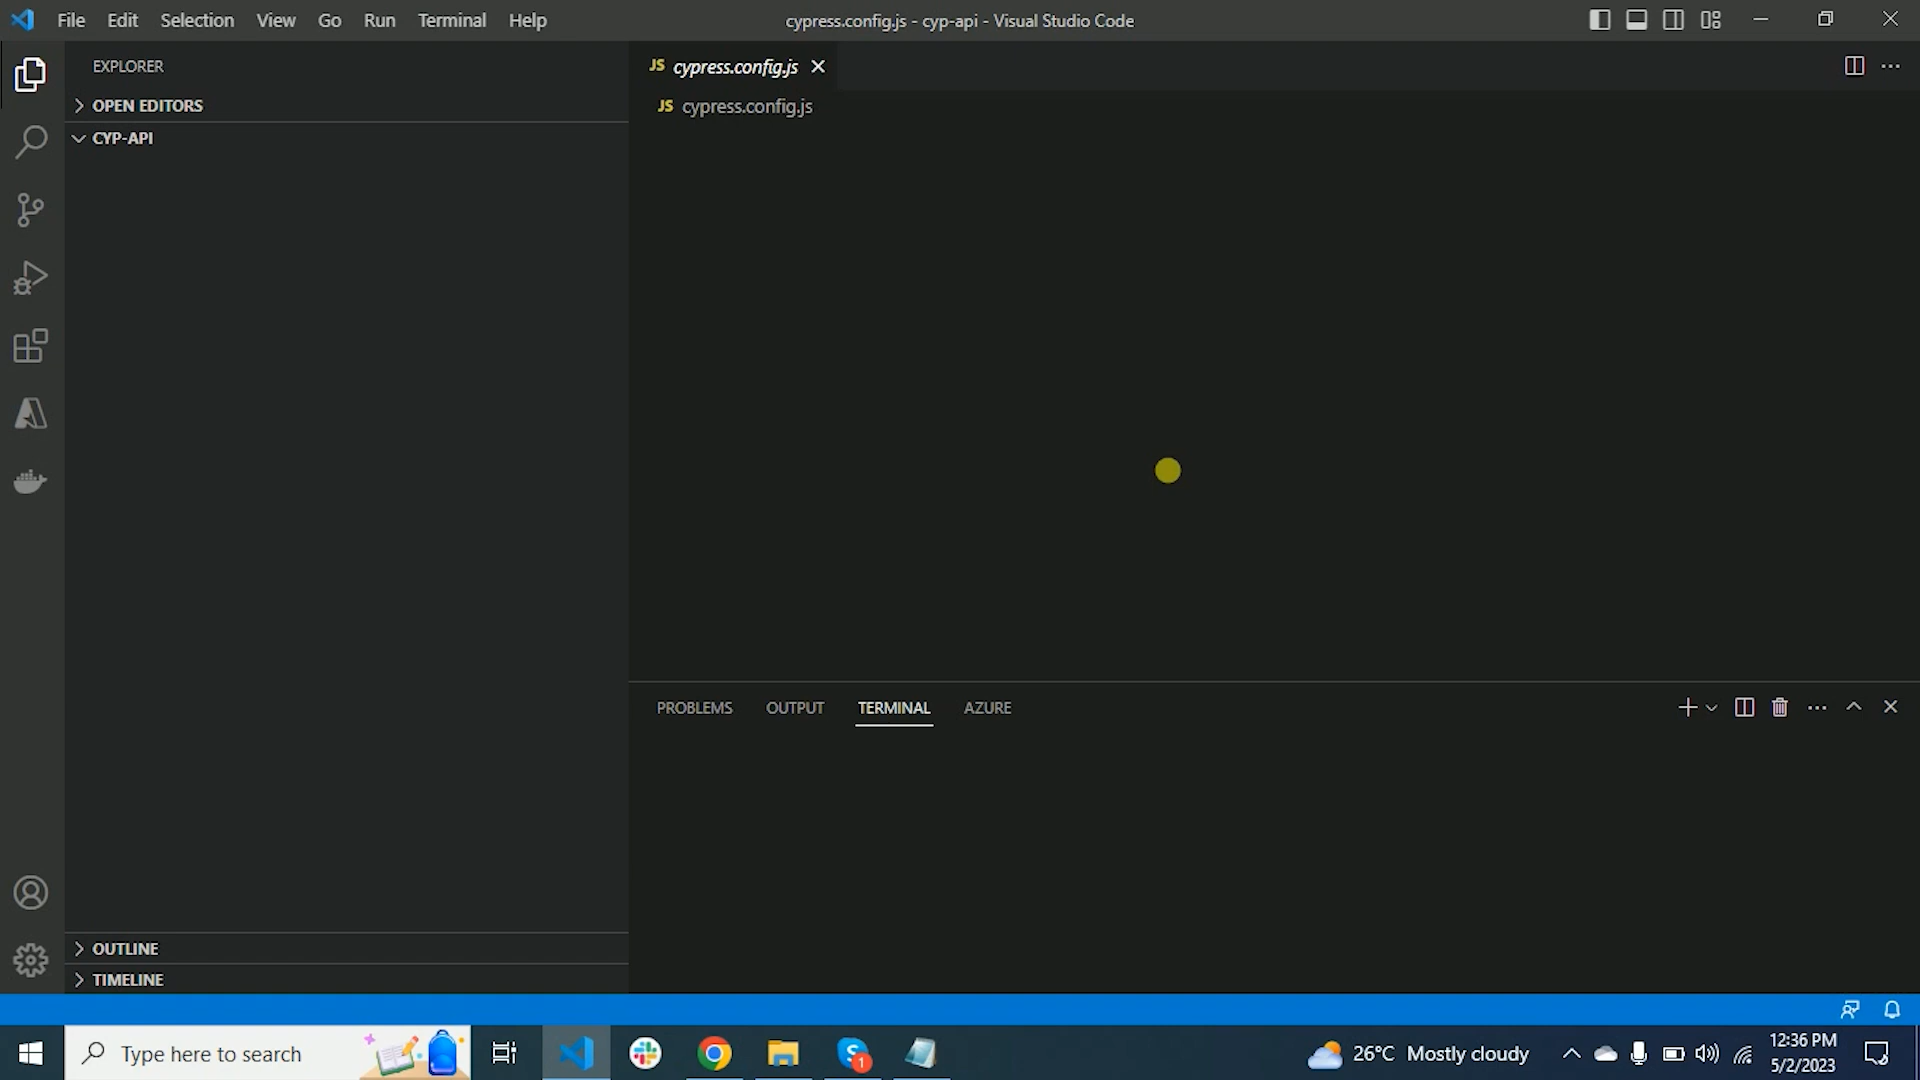 File Edit Selection View Go Run Terminal Help
cypress.config.js - cyp-api - Visual Studio Code
EXPLORER
OPEN EDITORS
CYP-API
OUTLINE
TIMELINE
JS cypress.config.js
JS cypress.config.js
PROBLEMS OUTPUT TERMINAL AZURE
Type here to search
S 1
26°C Mostly cloudy
12:36 PM
5/2/2023